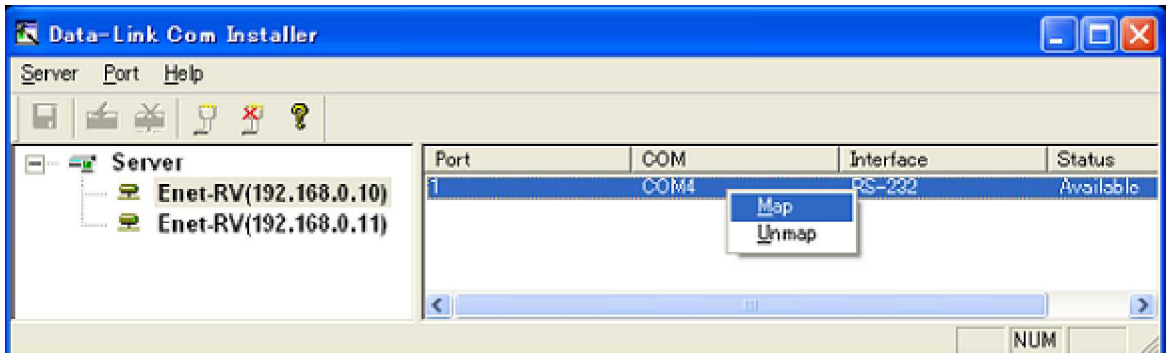 Data-Link Com Installer
Server Port Help
Server
Enet-RV(192.168.0.10)
Enet-RV(192.168.0.11)
Port COM Interface Status
1 COM4 RS-232 Available
Map
Unmap
NUM